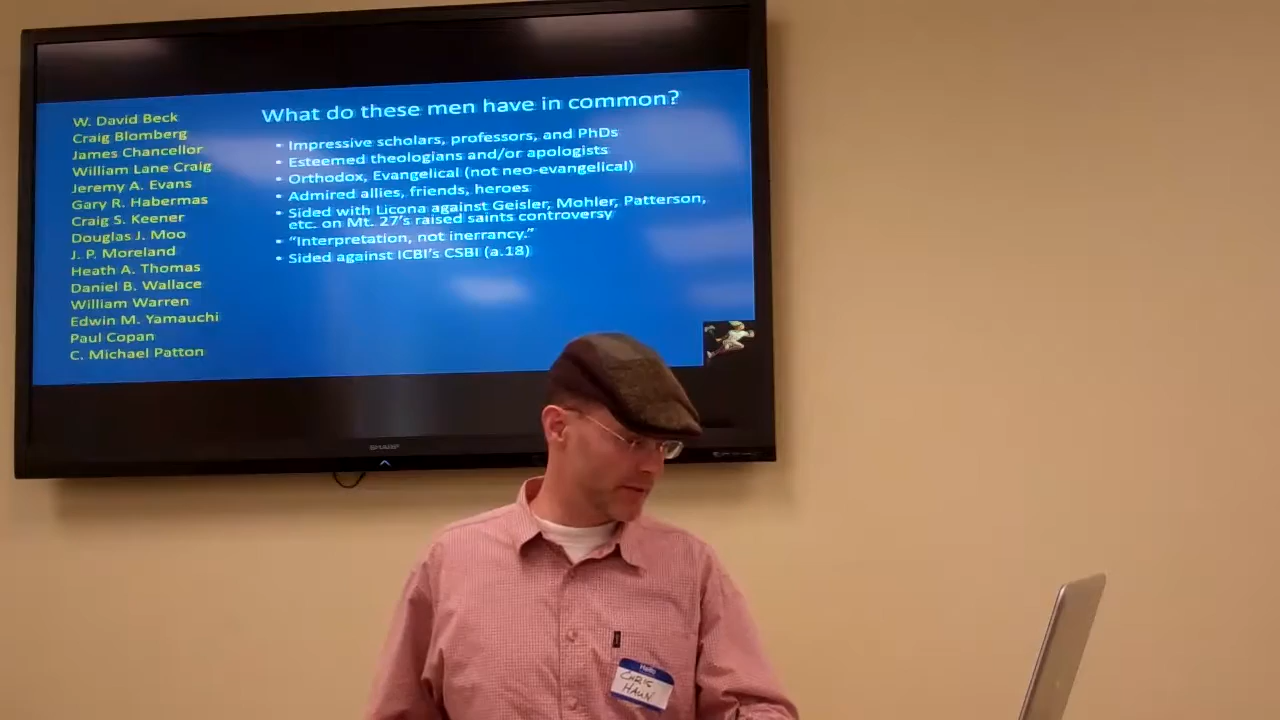 What do these men have in common?
W. David Beck
Craig Blomberg
James Chancellor
William Lane Craig
Jeremy A. Evans
Gary R. Habermas
Craig S. Keener
Douglas J. Moo
J. P. Moreland
Heath A. Thomas
Daniel B. Wallace
William Warren
Edwin M. Yamauchi
Paul Copan
C. Michael Patton
• Impressive scholars, professors, and PhDs
• Esteemed theologians and/or apologists
• Orthodox, Evangelical (not neo-evangelical)
• Admired allies, friends, heroes
• Sided with Licona against Geisler, Mohler, Patterson,
etc. on Mt. 27's raised saints controversy
• "Interpretation, not inerrancy."
• Sided against ICBI's CSBI (a.18)
SHARP
Hello
CHRIS
HAUN